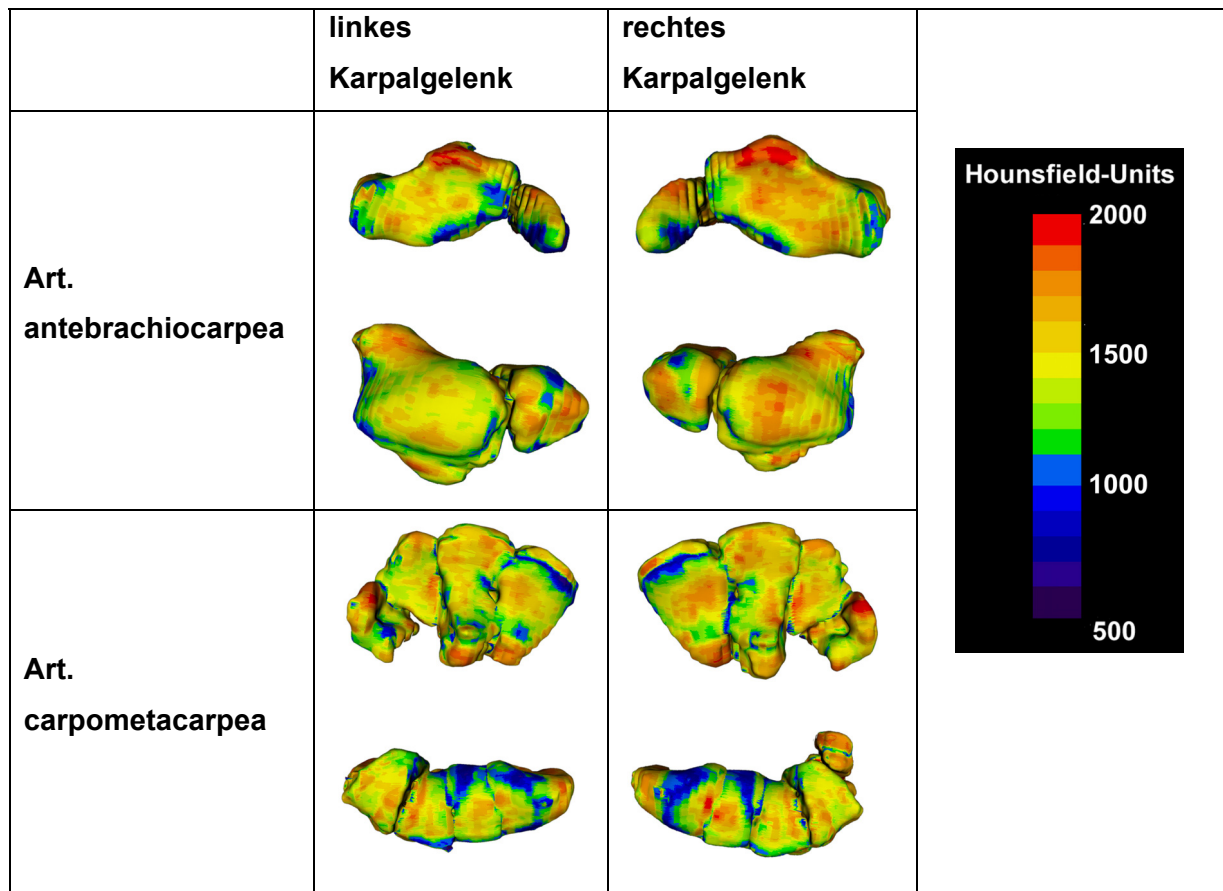 linkes
Karpalgelenk
rechtes
Karpalgelenk
Art.
antebrachiocarpea
Art.
carpometacarpea
Hounsfield-Units
2000
1500
1000
500